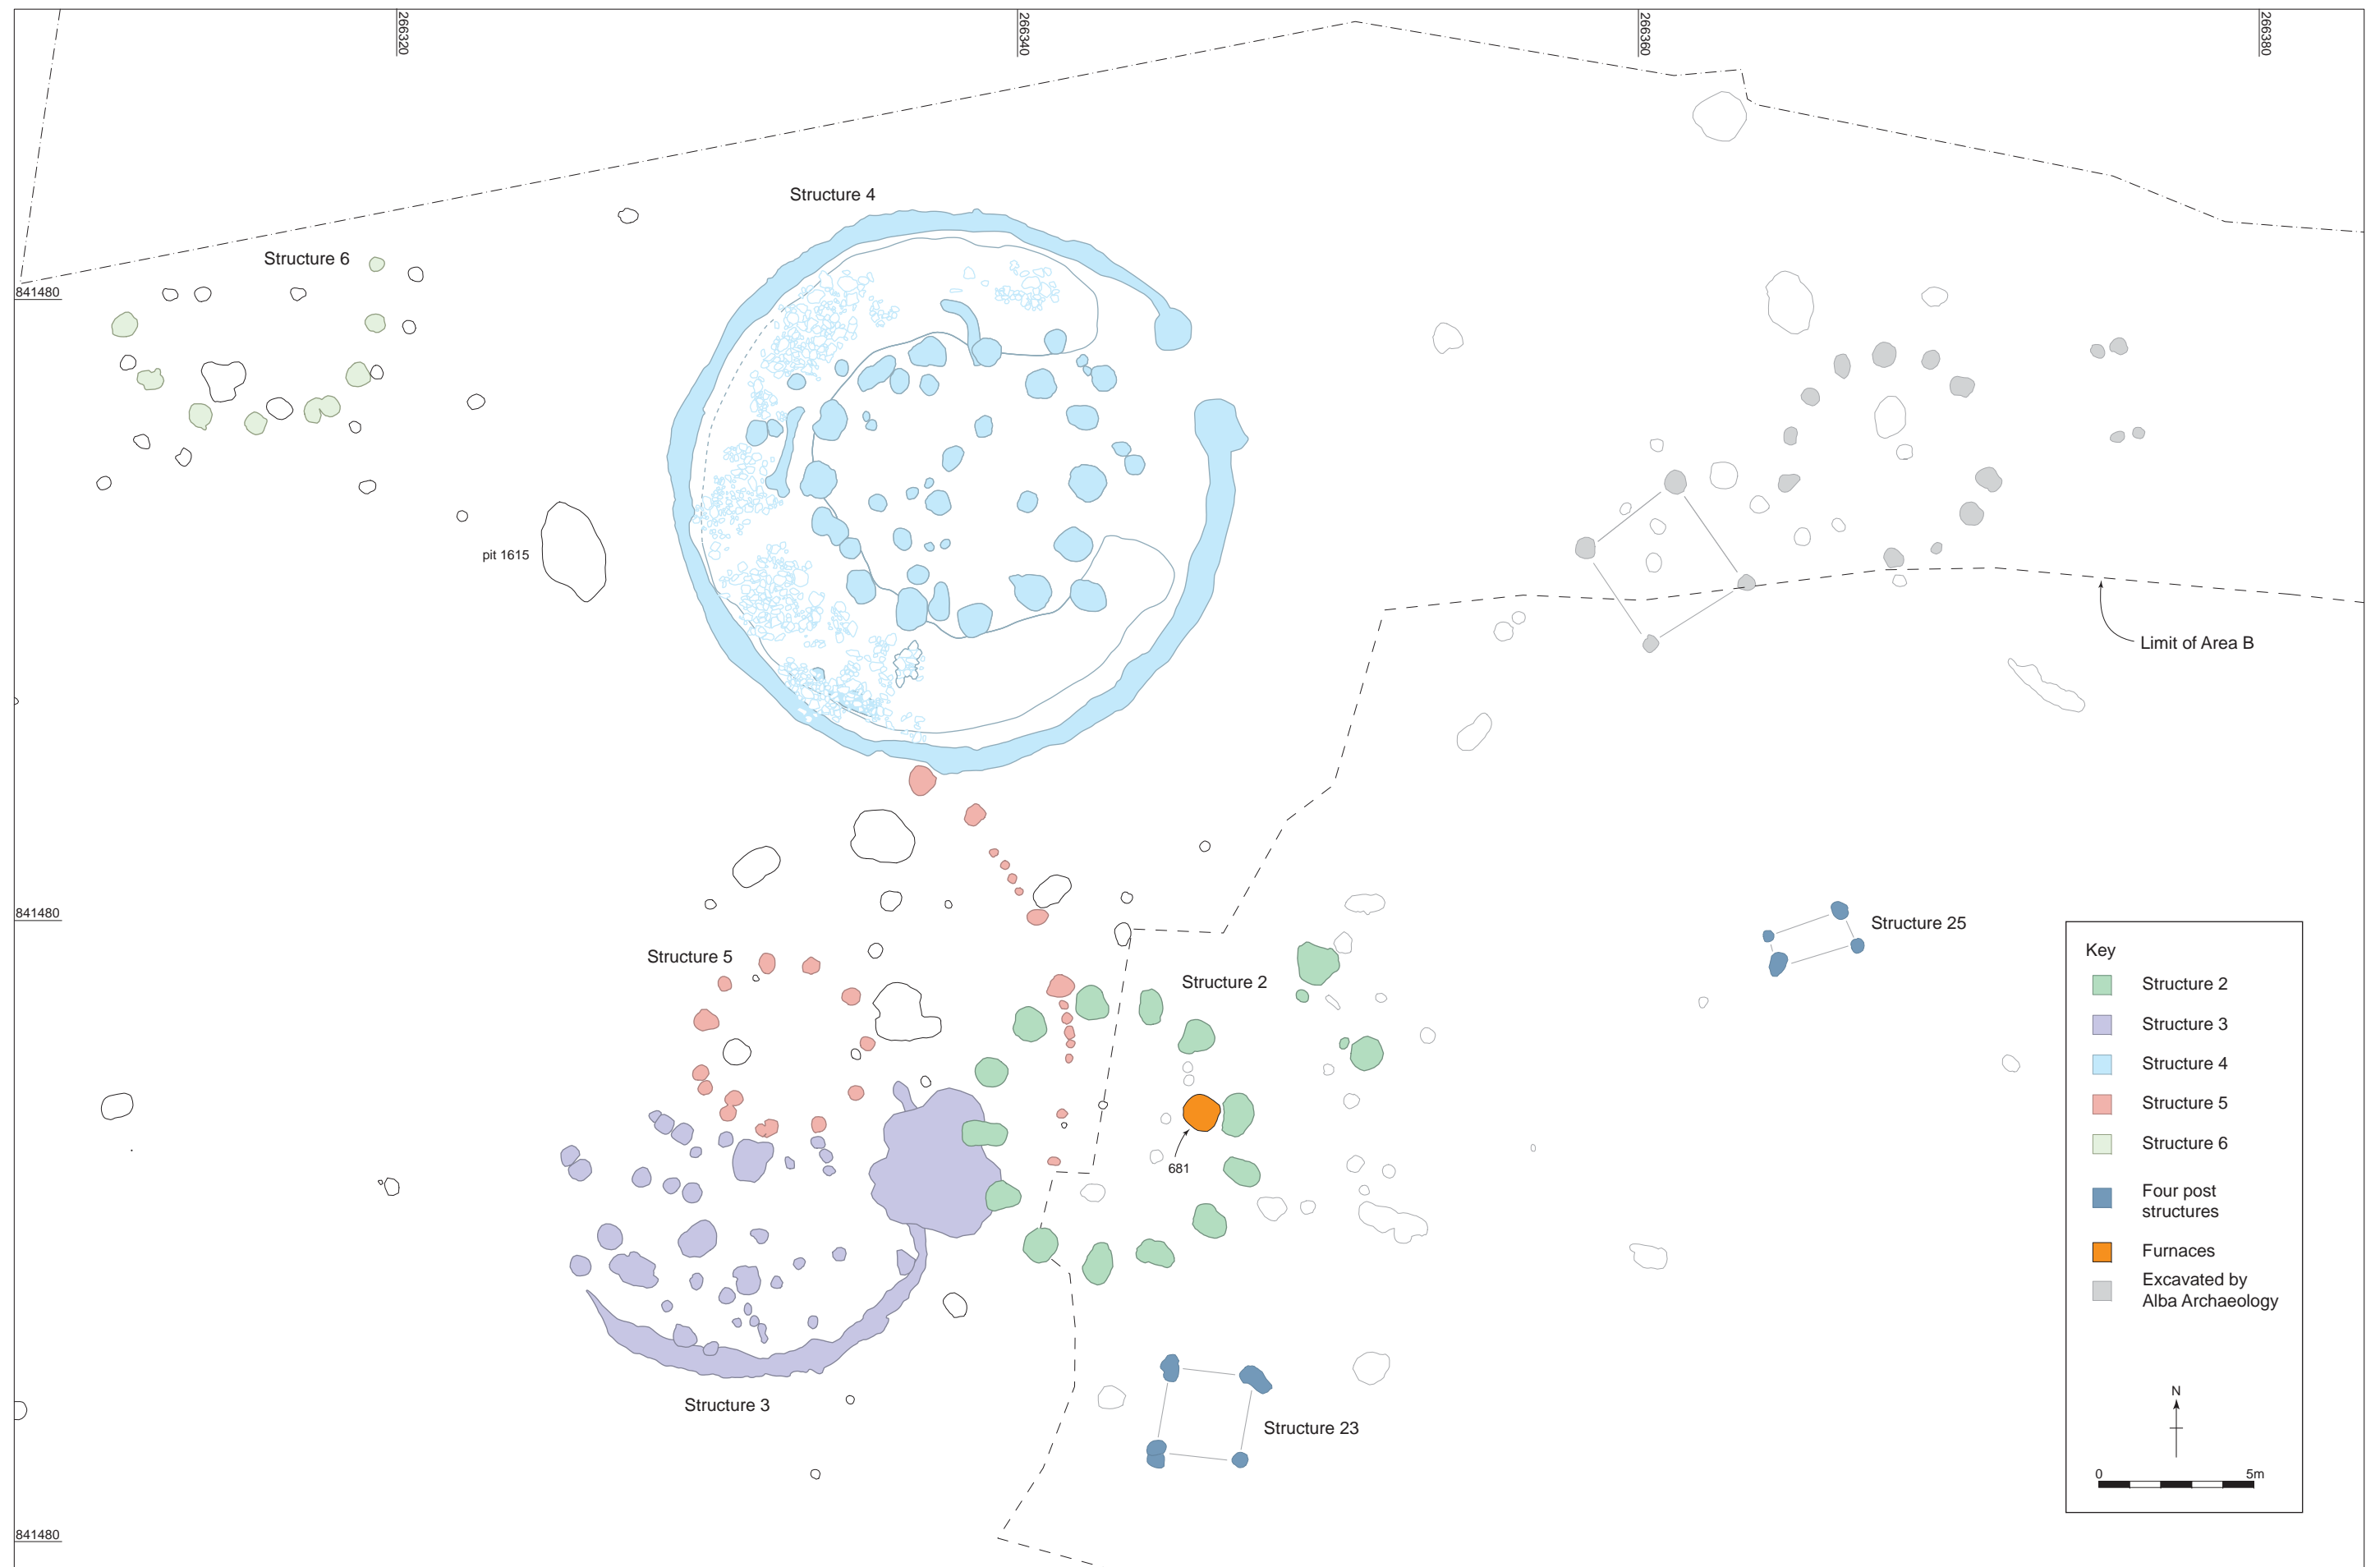 266320
266340
266360
266380
Structure 4
Structure 6
841480
pit 1615
Limit of Area B
841480
Structure 25
Structure 5
Structure 2
681
Structure 3
Structure 23
841480
Key
Structure 2
Structure 3
Structure 4
Structure 5
Structure 6
Four post
structures
Furnaces
Excavated by
Alba Archaeology
N
0 5m